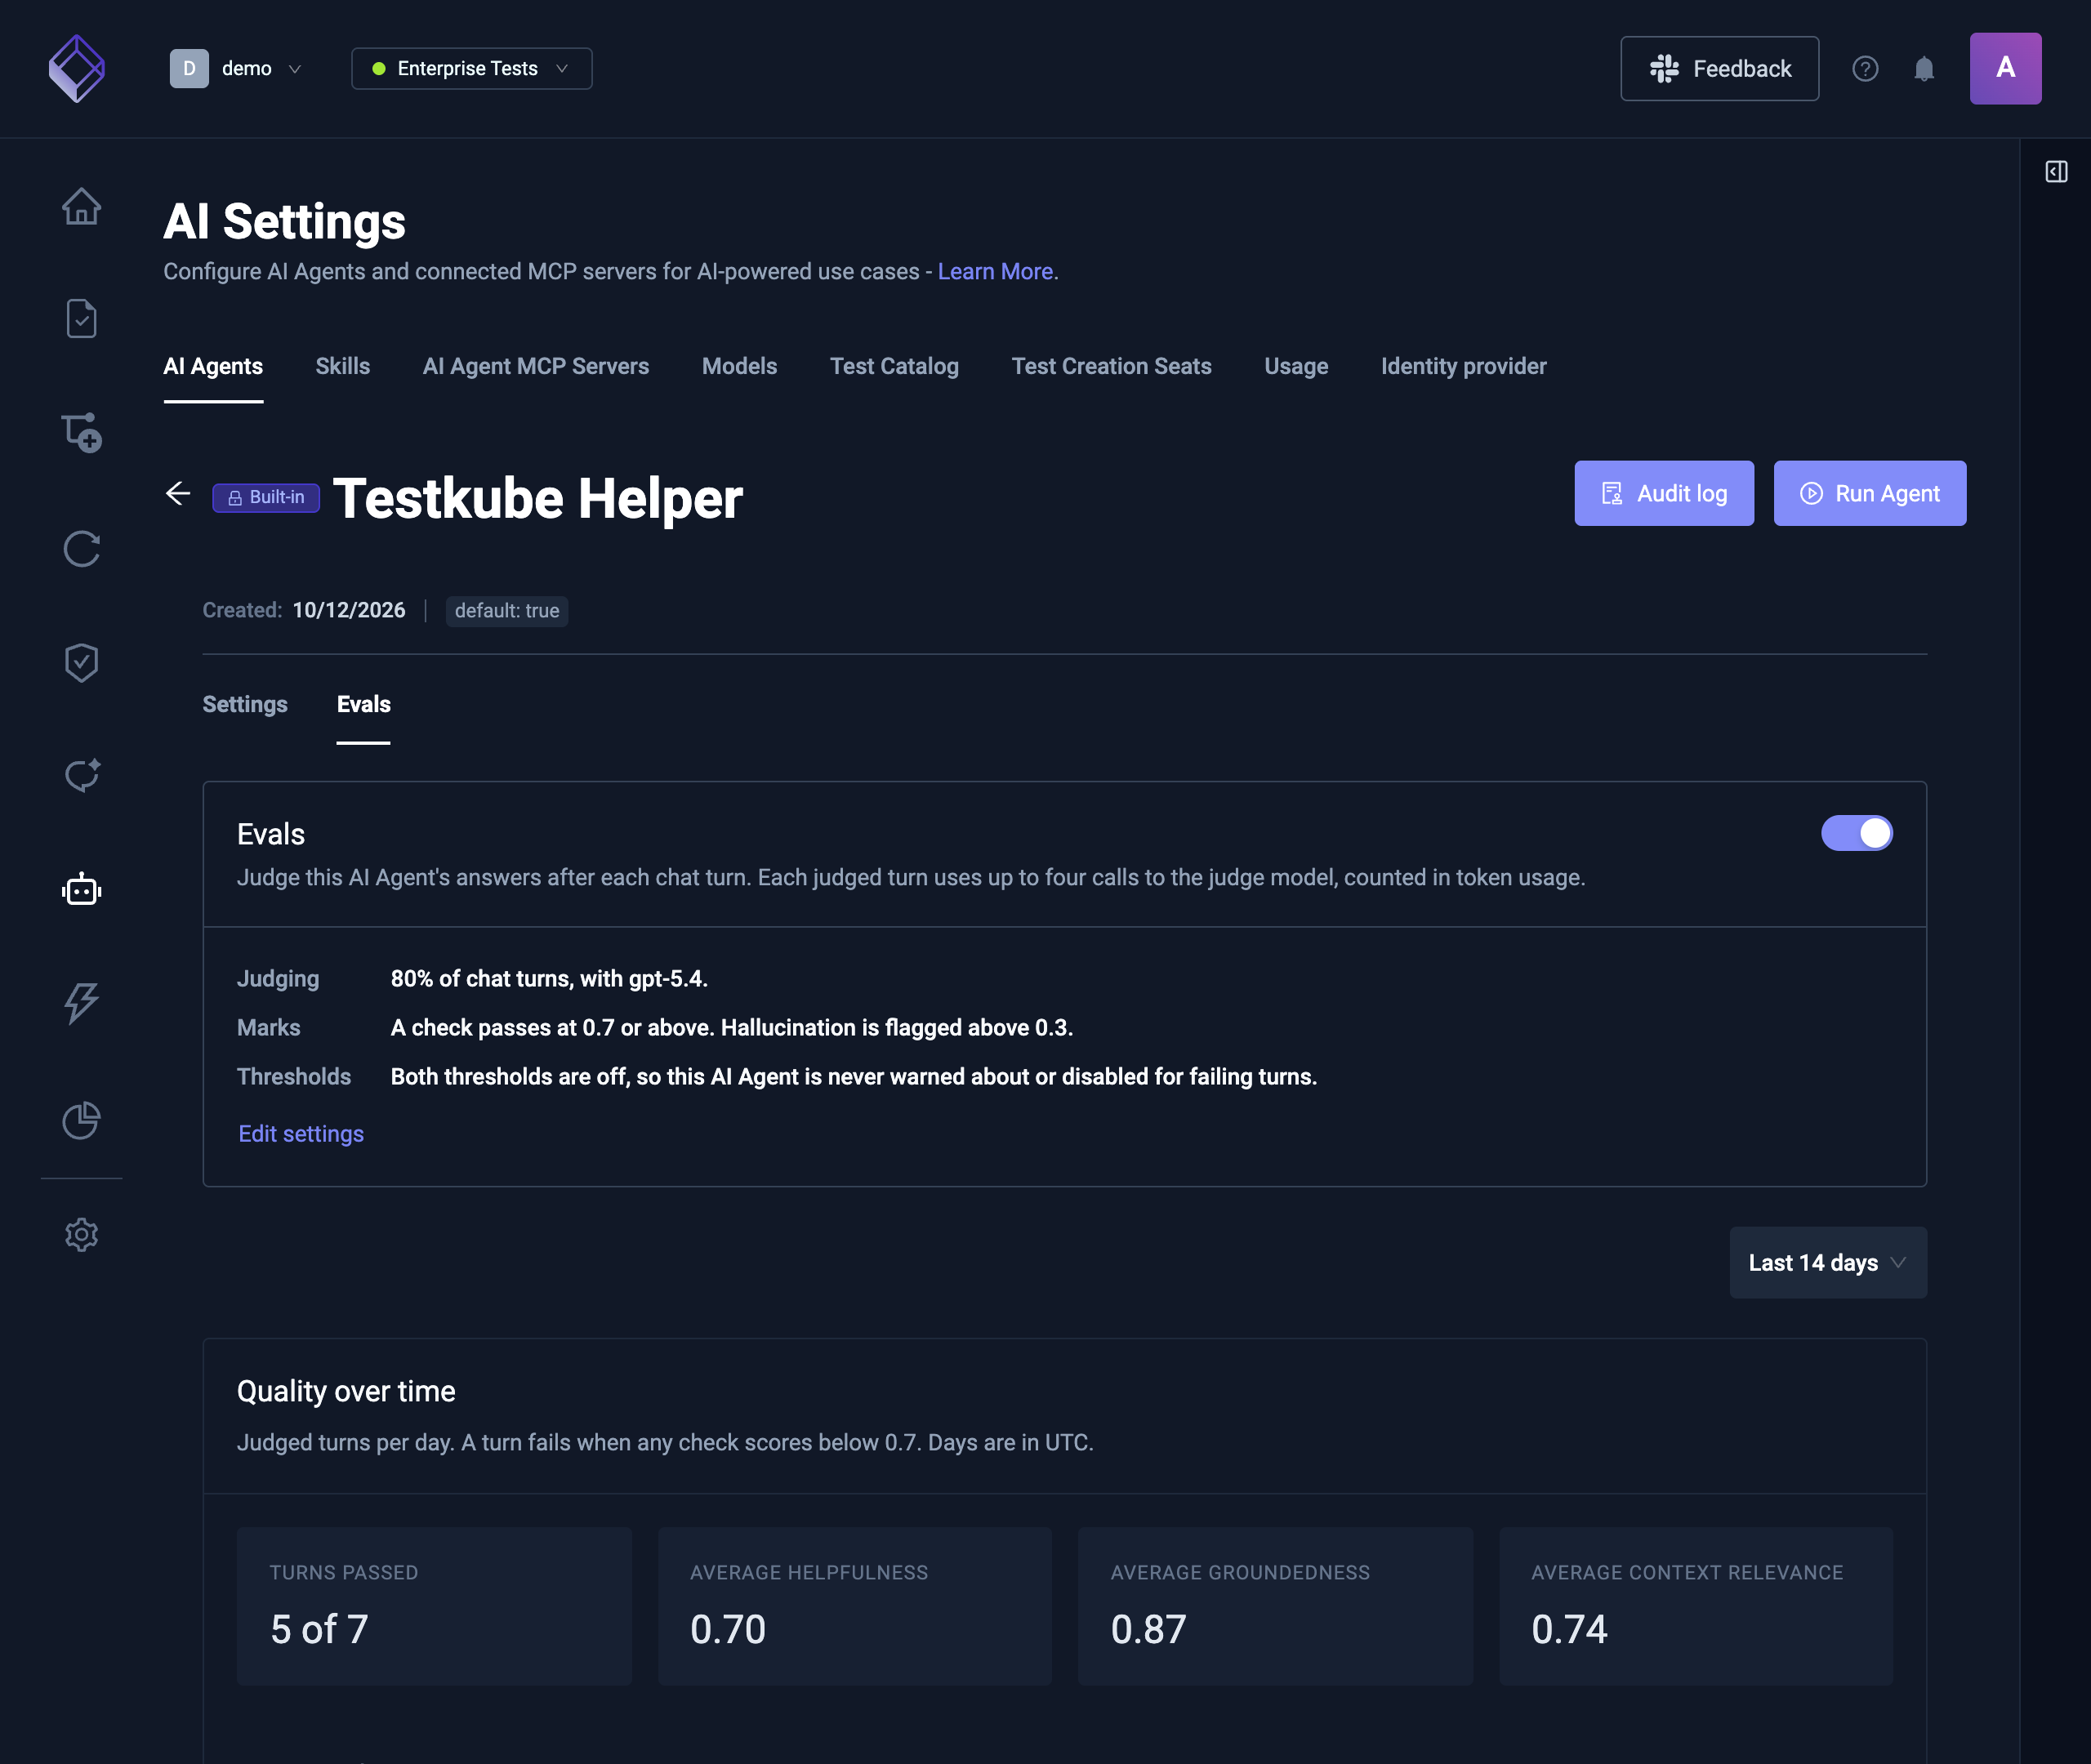 D demo Enterprise Tests Feedback A
AI Settings
Configure AI Agents and connected MCP servers for AI-powered use cases - Learn More.
AI Agents Skills AI Agent MCP Servers Models Test Catalog Test Creation Seats Usage Identity provider
Built-in Testkube Helper Audit log Run Agent
Created: 10/12/2026 default: true
Settings Evals
Evals
Judge this AI Agent's answers after each chat turn. Each judged turn uses up to four calls to the judge model, counted in token usage.
Judging 80% of chat turns, with gpt-5.4.
Marks A check passes at 0.7 or above. Hallucination is flagged above 0.3.
Thresholds Both thresholds are off, so this AI Agent is never warned about or disabled for failing turns.
Edit settings
Last 14 days
Quality over time
Judged turns per day. A turn fails when any check scores below 0.7. Days are in UTC.
TURNS PASSED AVERAGE HELPFULNESS AVERAGE GROUNDEDNESS AVERAGE CONTEXT RELEVANCE
5 of 7 0.70 0.87 0.74